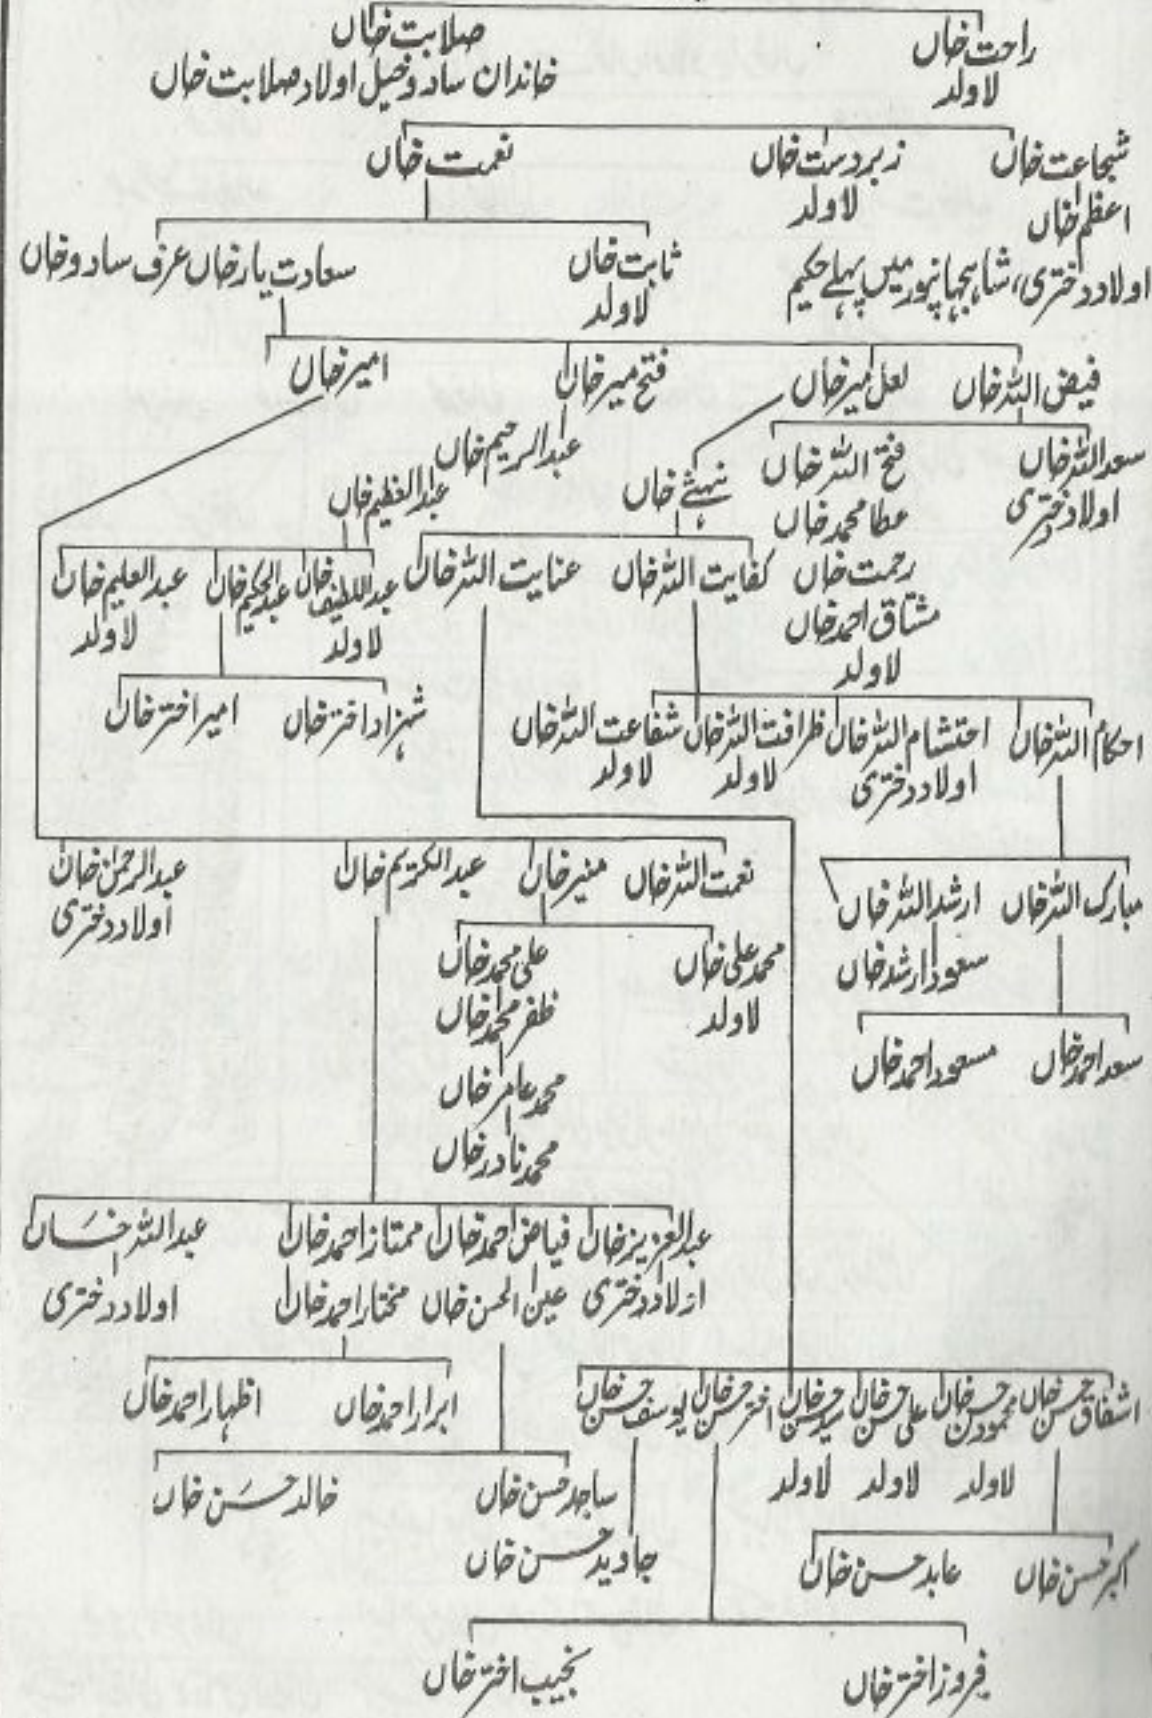 راحت خاں
صلابت خاں
لاولد
خاندان سادوخیل اولاد صلابت خاں
شجاعت خاں
زبردست خاں
نعمت خاں
اعظم خاں
لاولد
اولاد دختری، شاہجہانپور میں پہلے حکیم
ثابت خاں
سعادت یار خاں عرف سادوخاں
لاولد
فیض اللہ خاں
لعل میر خاں
فتح میر خاں
امیر خاں
سعد اللہ خاں
فتح اللہ خاں
عبدالرحیم خاں
اولاد دختری
عطا محمد خاں
ننھے خاں
عبدالعظیم خاں
رحمت خاں
کفایت اللہ خاں
عنایت اللہ خاں
عبداللطیف خاں
عبدالحکیم خاں
عبدالعلیم خاں
مشتاق احمد خاں
لاولد
لاولد
لاولد
شہزاد اختر خاں
امیر اختر خاں
احکام اللہ خاں
احتشام اللہ خاں
ظرافت اللہ خاں
شفاعت اللہ خاں
اولاد دختری
لاولد
لاولد
نعمت اللہ خاں
منیر خاں
عبدالکریم خاں
عبدالرحمن خاں
اولاد دختری
مبارک اللہ خاں
ارشد اللہ خاں
سعود ارشد خاں
محمد علی خاں
علی محمد خاں
لاولد
ظفر محمد خاں
سعد احمد خاں
مسعود احمد خاں
محمد عامر خاں
محمد نادر خاں
عبدالعزیز خاں
فیاض احمد خاں
ممتاز احمد خاں
عبداللہ خساں
اولاد دختری
عین الحسن خاں
مختار احمد خاں
اولاد دختری
ابرار احمد خاں
اظہار احمد خاں
اشفاق حسن خاں
محمود حسن خاں
علی حسن خاں
سید حسن خاں
اختر حسن خاں
یوسف حسن خاں
لاولد
لاولد
لاولد
ساجد حسن خاں
خالد حسن خاں
اکبر حسن خاں
عابد حسن خاں
جاوید حسن خاں
فیروز اختر خاں
نجیب اختر خاں